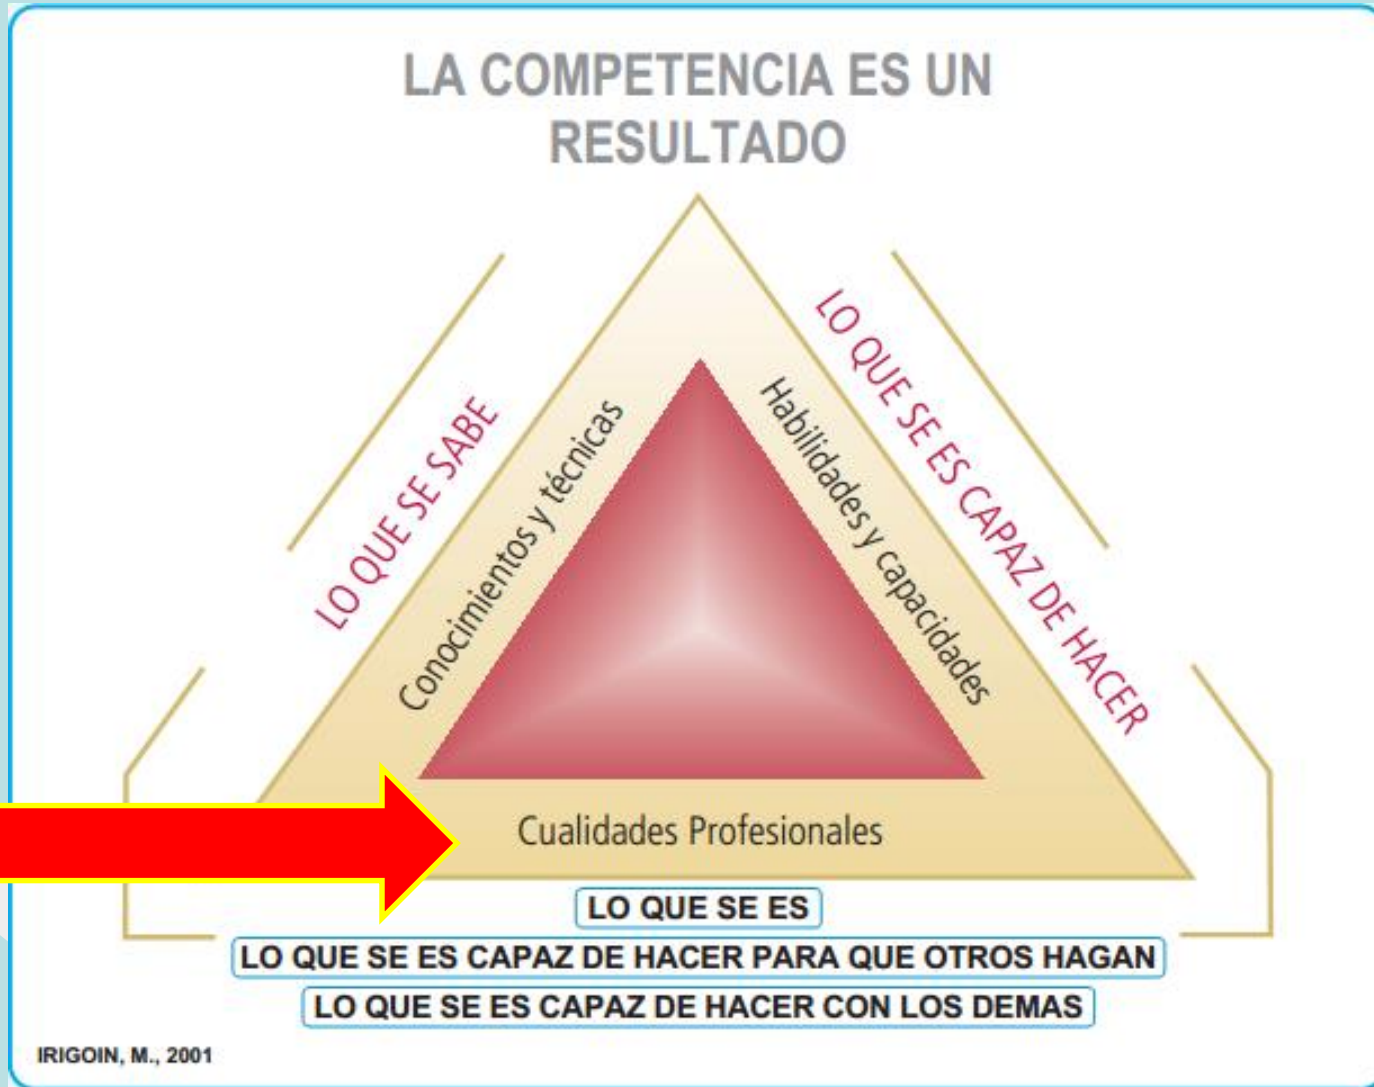 LA COMPETENCIA ES UN
RESULTADO
LO QUE SE SABE
Conocimientos y técnicas
Habilidades y capacidades
LO QUE SE ES CAPAZ DE HACER
Cualidades Profesionales
LO QUE SE ES
LO QUE SE ES CAPAZ DE HACER PARA QUE OTROS HAGAN
LO QUE SE ES CAPAZ DE HACER CON LOS DEMAS
IRIGOIN, M., 2001